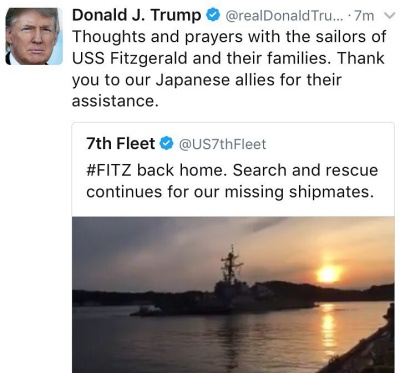 Donald J. Trump @realDonaldTru... · 7m
Thoughts and prayers with the sailors of
USS Fitzgerald and their families. Thank
you to our Japanese allies for their
assistance.
7th Fleet @US7thFleet
#FITZ back home. Search and rescue
continues for our missing shipmates.